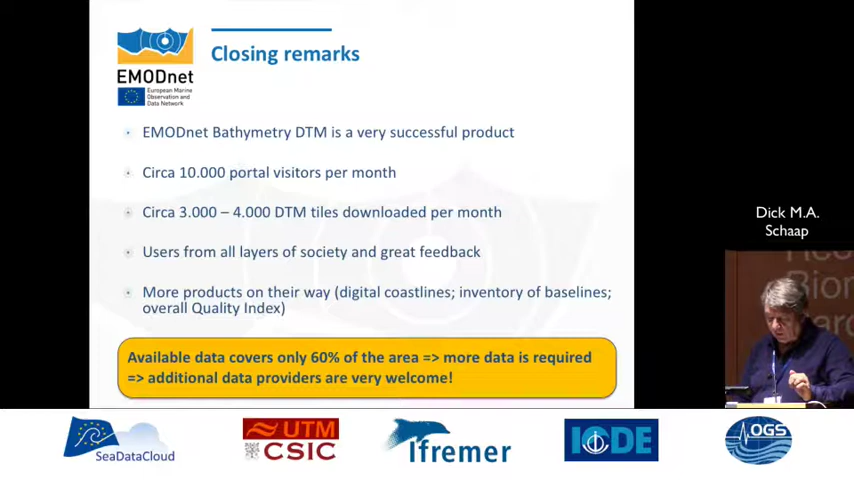 Closing remarks
EMODnet
European Marine
Observation and
Data Network
EMODnet Bathymetry DTM is a very successful product
Circa 10.000 portal visitors per month
Circa 3.000 – 4.000 DTM tiles downloaded per month
Users from all layers of society and great feedback
More products on their way (digital coastlines; inventory of baselines;
overall Quality Index)
Available data covers only 60% of the area => more data is required
=> additional data providers are very welcome!
Dick M.A.
Schaap
SeaDataCloud
UTM
CSIC
Ifremer
IODE
OGS